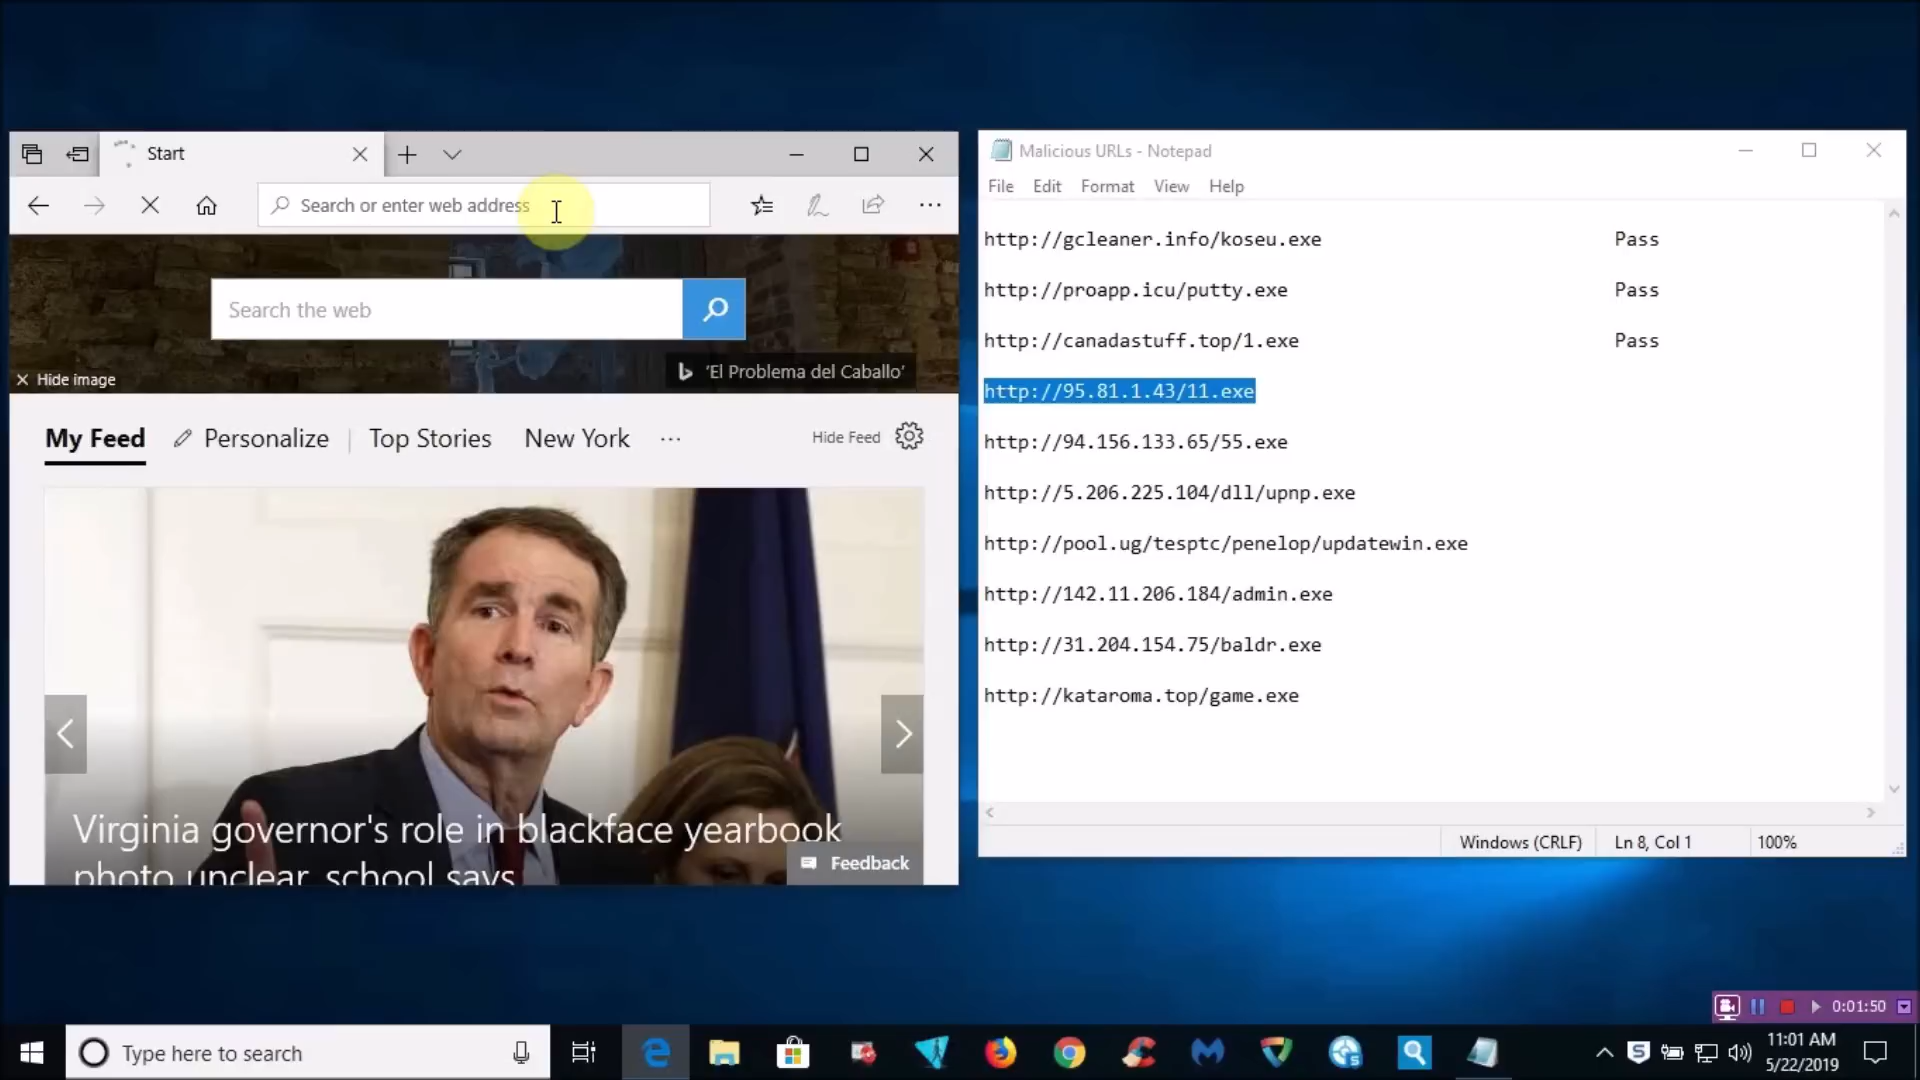 Start
Search or enter web address
Search the web
Hide image
'El Problema del Caballo'
My Feed
Personalize
Top Stories
New York
Hide Feed
Virginia governor's role in blackface yearbook
photo unclear, school says
Feedback
Malicious URLs - Notepad
File Edit Format View Help
http://gcleaner.info/koseu.exe Pass
http://proapp.icu/putty.exe Pass
http://canadastuff.top/1.exe Pass
http://95.81.1.43/11.exe
http://94.156.133.65/55.exe
http://5.206.225.104/dll/upnp.exe
http://pool.ug/tesptc/penelop/updatewin.exe
http://142.11.206.184/admin.exe
http://31.204.154.75/baldr.exe
http://kataroma.top/game.exe
Windows (CRLF) Ln 8, Col 1 100%
0:01:50
Type here to search
11:01 AM
5/22/2019